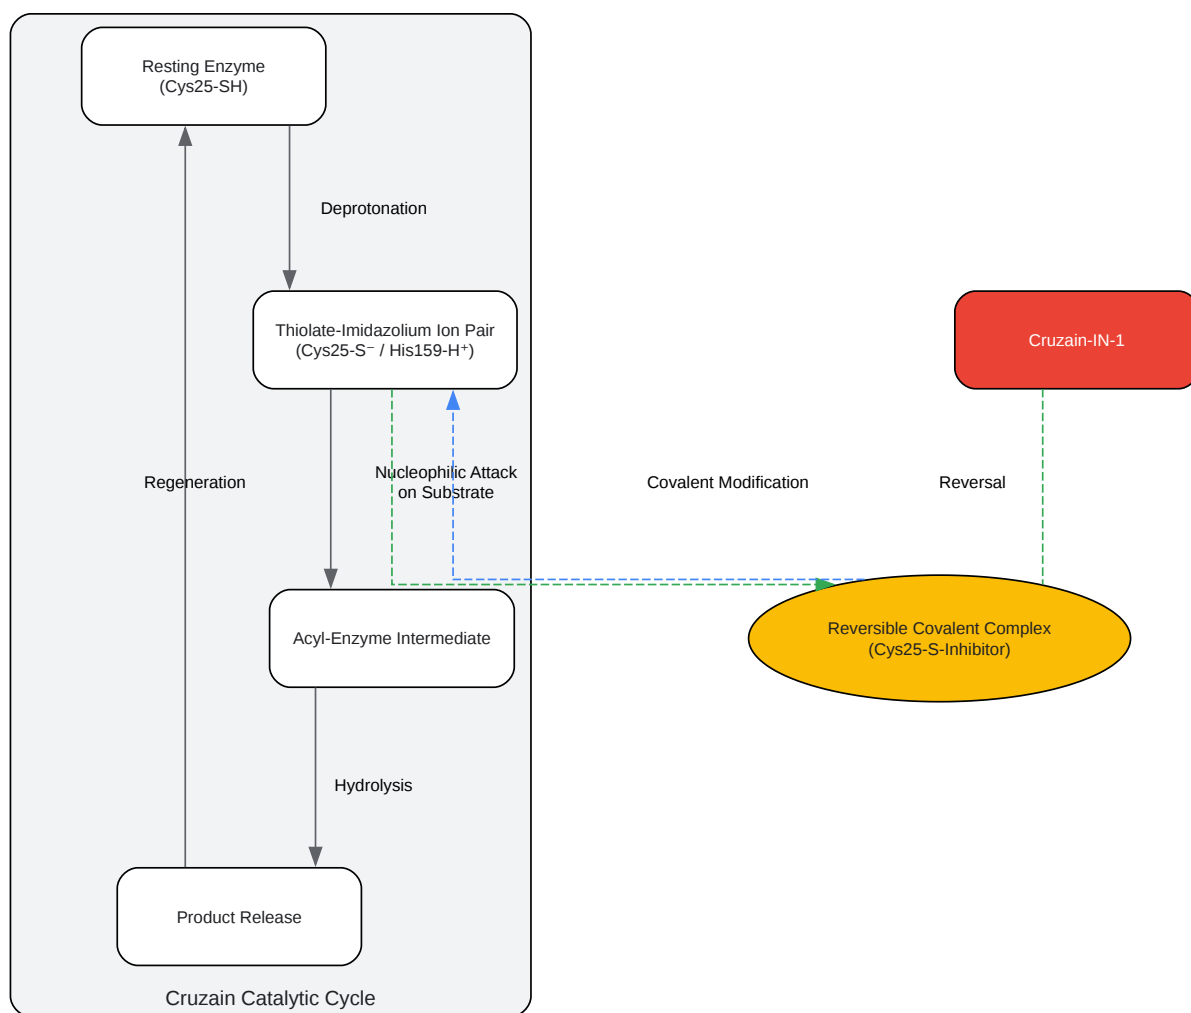 Resting Enzyme
(Cys25-SH)
Deprotonation
Thiolate-Imidazolium Ion Pair
(Cys25-S⁻ / His159-H⁺)
Cruzain-IN-1
Regeneration
Nucleophilic Attack
on Substrate
Covalent Modification
Reversal
Acyl-Enzyme Intermediate
Reversible Covalent Complex
(Cys25-S-Inhibitor)
Hydrolysis
Product Release
Cruzain Catalytic Cycle